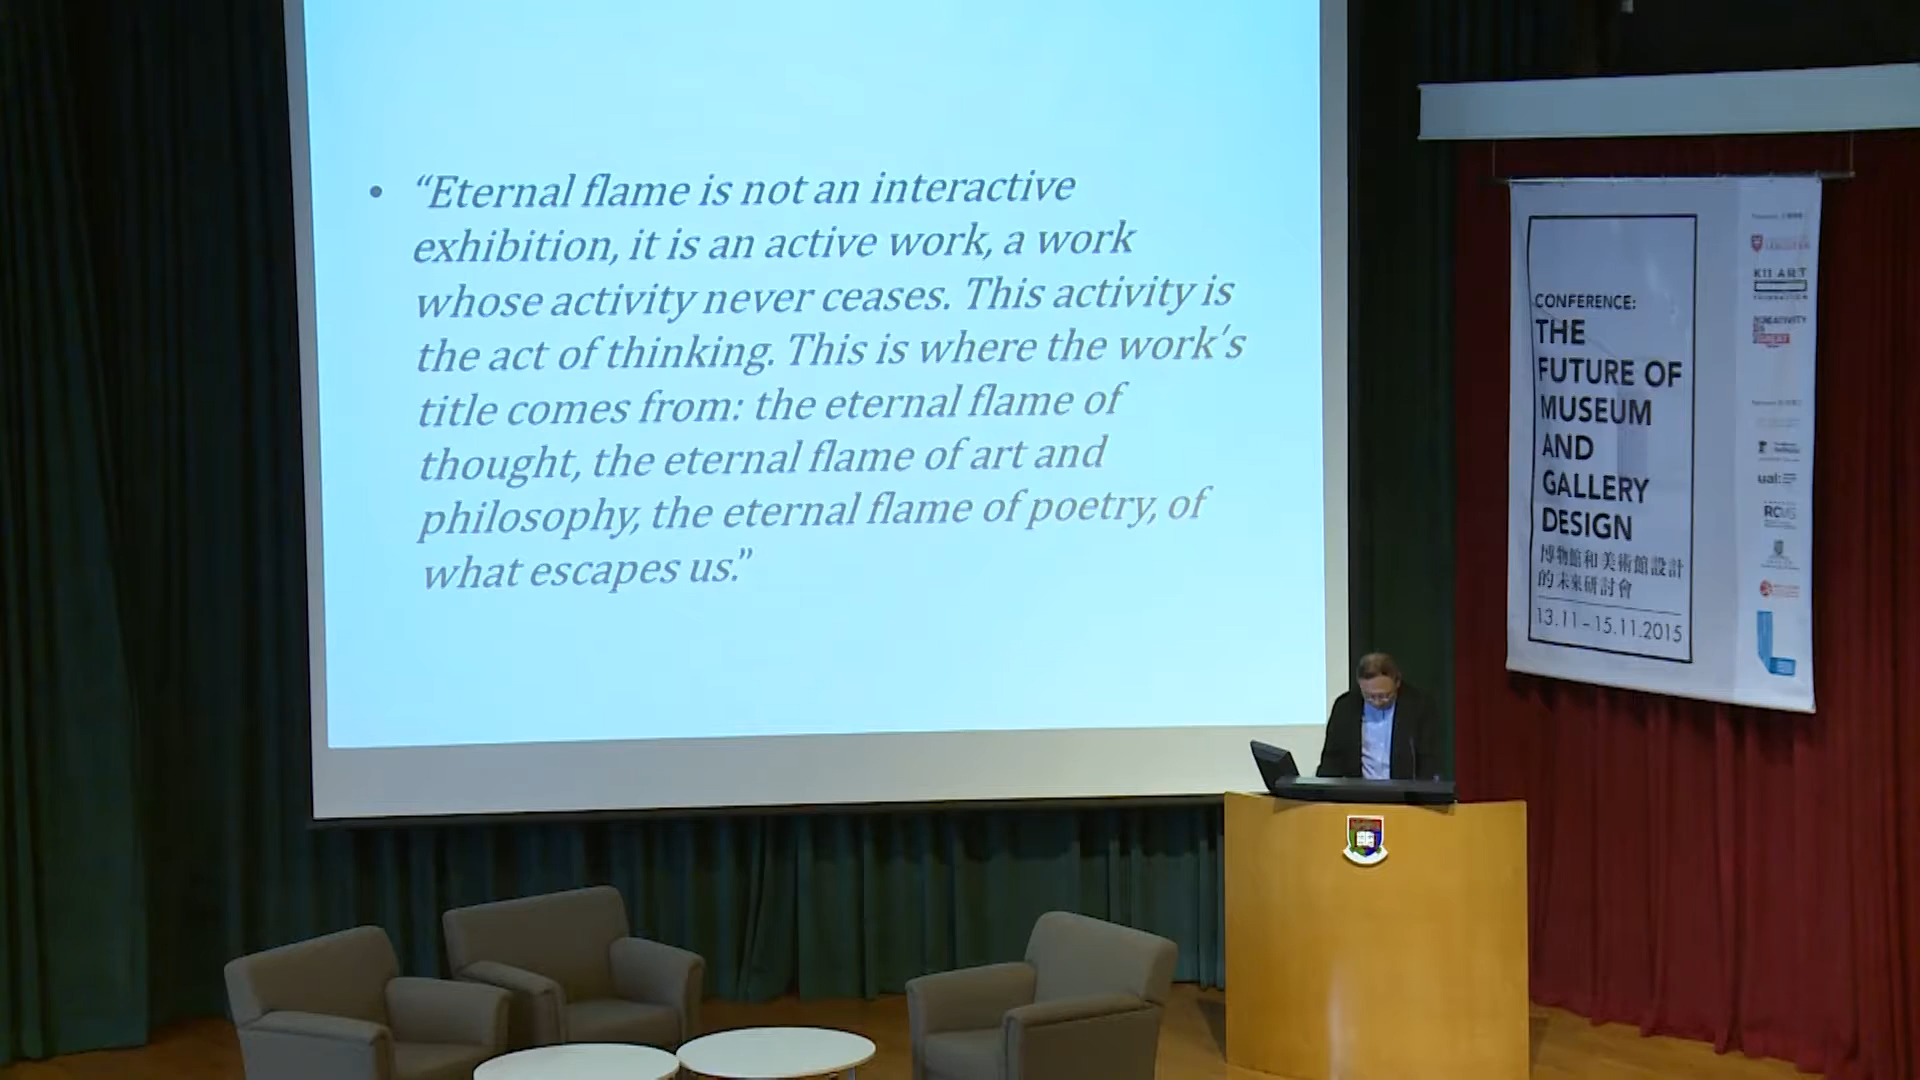 • “Eternal flame is not an interactive
exhibition, it is an active work, a work
whose activity never ceases. This activity is
the act of thinking. This is where the work's
title comes from: the eternal flame of
thought, the eternal flame of art and
philosophy, the eternal flame of poetry, of
what escapes us.”
CONFERENCE:
THE
FUTURE OF
MUSEUM
AND
GALLERY
DESIGN
博物館和美術館設計
的未來研討會
13.11 – 15.11.2015
K11 ART
ual:
RCMS